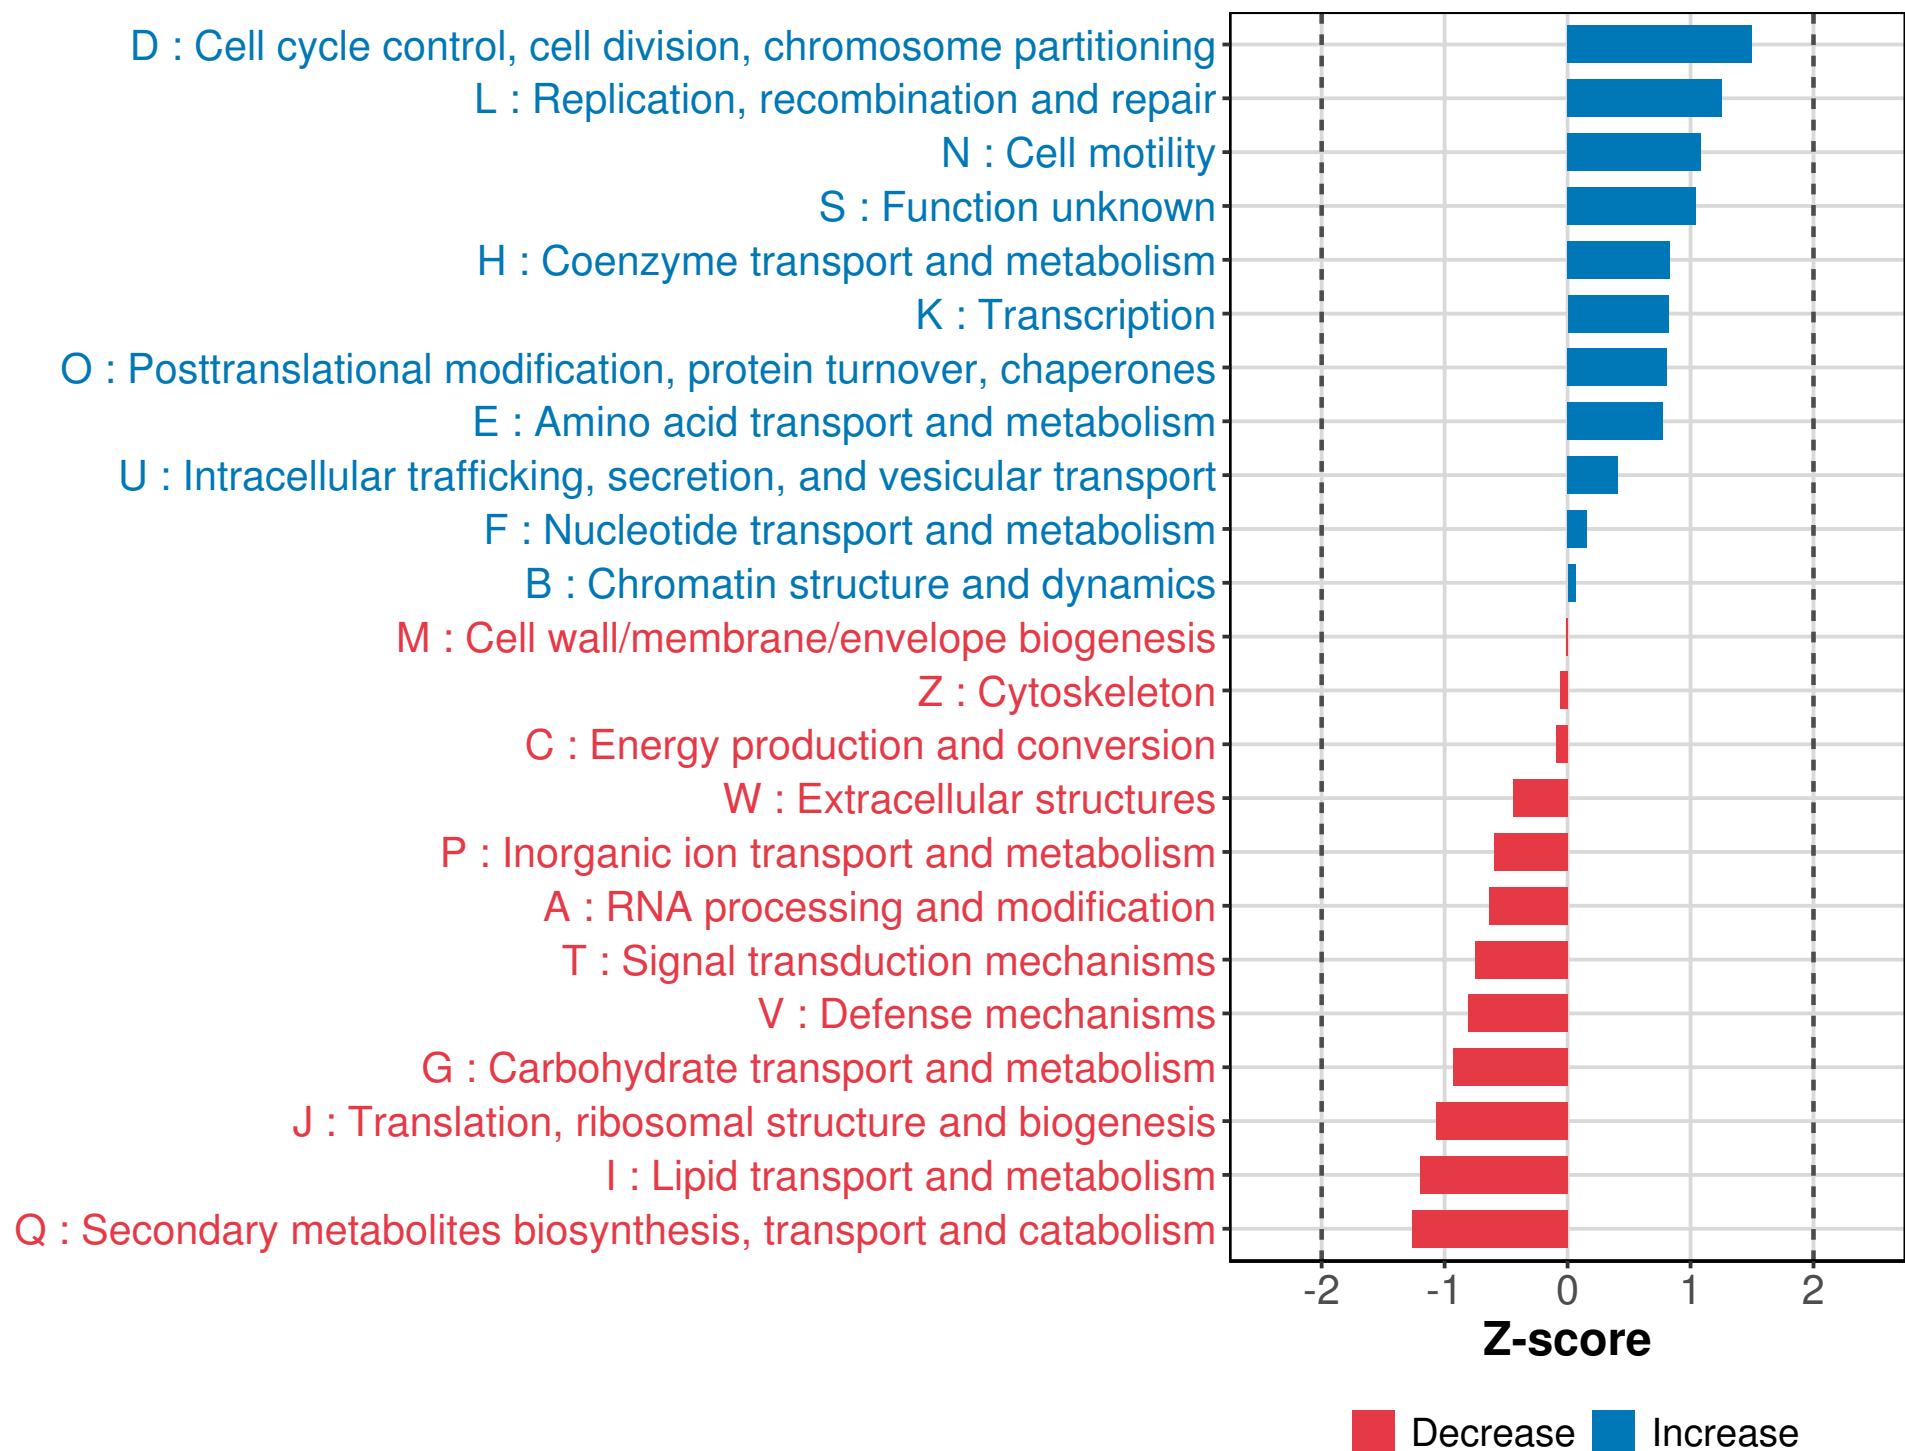 D : Cell cycle control, cell division, chromosome partitioning
L : Replication, recombination and repair
N : Cell motility
S : Function unknown
H : Coenzyme transport and metabolism
K : Transcription
O : Posttranslational modification, protein turnover, chaperones
E : Amino acid transport and metabolism
U : Intracellular trafficking, secretion, and vesicular transport
F : Nucleotide transport and metabolism
B : Chromatin structure and dynamics
M : Cell wall/membrane/envelope biogenesis
Z : Cytoskeleton
C : Energy production and conversion
W : Extracellular structures
P : Inorganic ion transport and metabolism
A : RNA processing and modification
T : Signal transduction mechanisms
V : Defense mechanisms
G : Carbohydrate transport and metabolism
J : Translation, ribosomal structure and biogenesis
I : Lipid transport and metabolism
Q : Secondary metabolites biosynthesis, transport and catabolism
-2 -1 0 1 2
Z-score
Decrease Increase